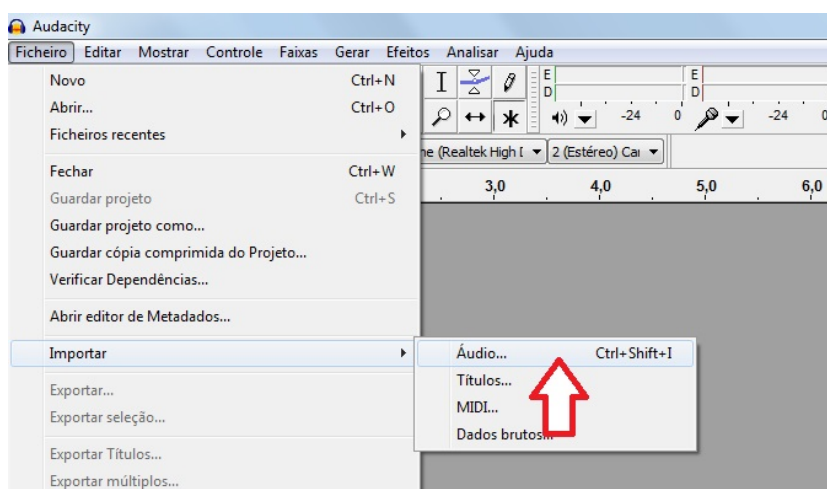 Audacity
Ficheiro Editar Mostrar Controle Faixas Gerar Efeitos Analisar Ajuda
Novo Ctrl+N
Abrir... Ctrl+O
Ficheiros recentes
Fechar Ctrl+W
Guardar projeto Ctrl+S
Guardar projeto como...
Guardar cópia comprimida do Projeto...
Verificar Dependências...
Abrir editor de Metadados...
Importar
Exportar...
Exportar seleção...
Exportar Títulos...
Exportar múltiplos...
Áudio... Ctrl+Shift+I
Títulos...
MIDI...
Dados brutos...
E E
D D
-24 0 -24 0
(Realtek High 2 (Estéreo)
3,0 4,0 5,0 6,0